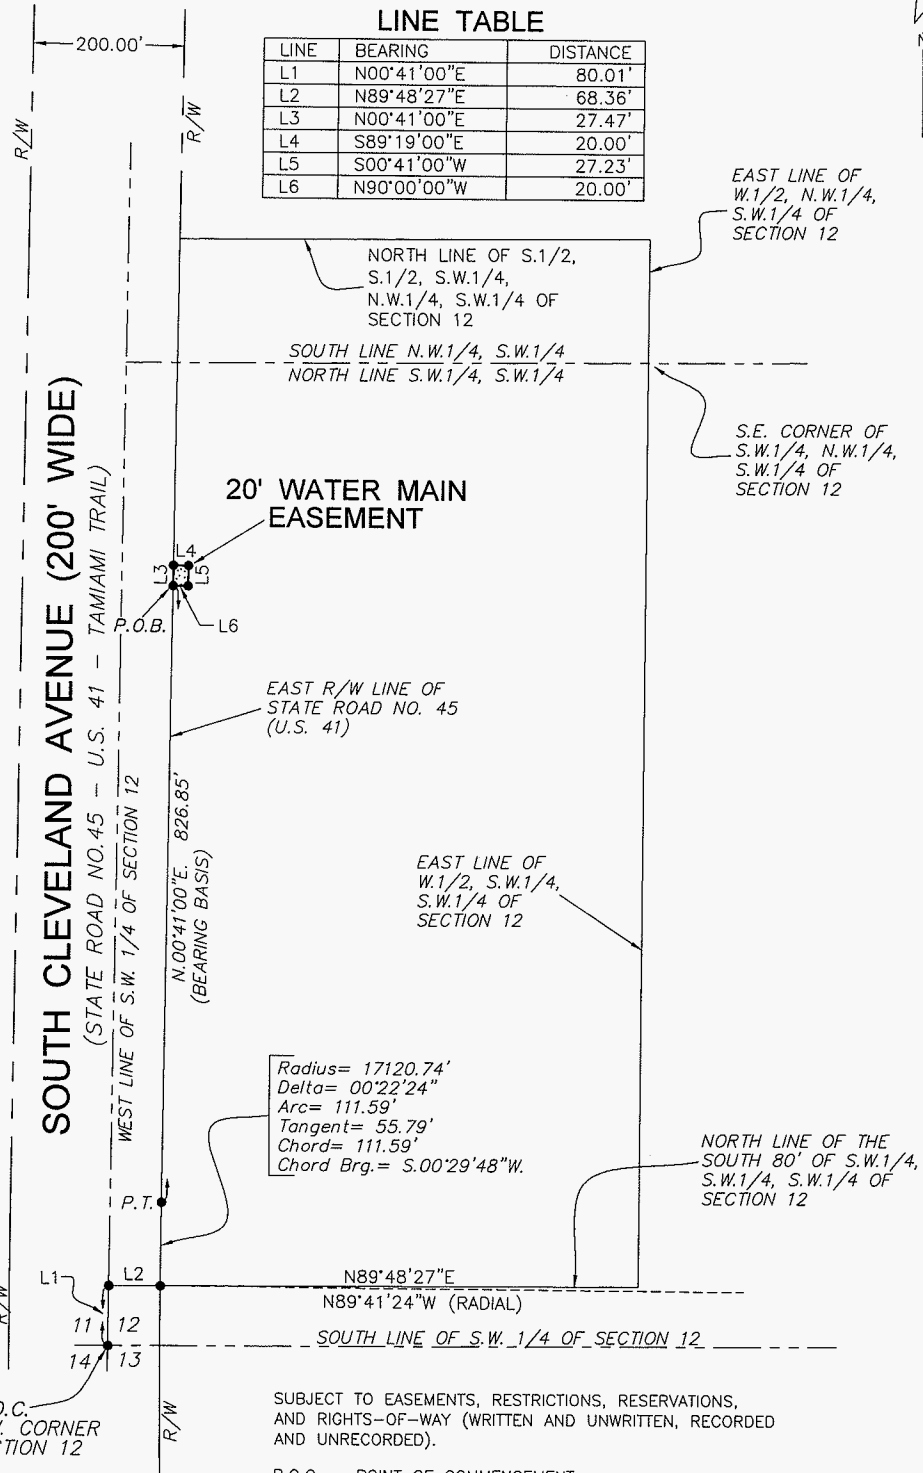 LINE TABLE
LINE BEARING DISTANCE
L1 N00°41'00"E 80.01'
L2 N89°48'27"E 68.36'
L3 N00°41'00"E 27.47'
L4 S89°19'00"E 20.00'
L5 S00°41'00"W 27.23'
L6 N90°00'00"W 20.00'
200.00'
R/W
R/W
EAST LINE OF
W.1/2, N.W.1/4,
S.W.1/4 OF
SECTION 12
NORTH LINE OF S.1/2,
S.1/2, S.W.1/4,
N.W.1/4, S.W.1/4 OF
SECTION 12
SOUTH LINE N.W.1/4, S.W.1/4
NORTH LINE S.W.1/4, S.W.1/4
S.E. CORNER OF
S.W.1/4, N.W.1/4,
S.W.1/4 OF
SECTION 12
20' WATER MAIN
EASEMENT
L4
L3
L5
P.O.B.
L6
SOUTH CLEVELAND AVENUE (200' WIDE)
(STATE ROAD NO.45 - U.S. 41 - TAMIAMI TRAIL)
WEST LINE OF S.W. 1/4 OF SECTION 12
EAST R/W LINE OF
STATE ROAD NO. 45
(U.S. 41)
N.00°41'00"E. 826.85'
(BEARING BASIS)
EAST LINE OF
W.1/2, S.W.1/4,
S.W.1/4 OF
SECTION 12
Radius= 17120.74'
Delta= 00°22'24"
Arc= 111.59'
Tangent= 55.79'
Chord= 111.59'
Chord Brg.= S.00°29'48"W.
NORTH LINE OF THE
SOUTH 80' OF S.W.1/4,
S.W.1/4, S.W.1/4 OF
SECTION 12
P.T.
L1
L2
N89°48'27"E
N89°41'24"W (RADIAL)
R/W
11 12
14 13
SOUTH LINE OF S.W. 1/4 OF SECTION 12
O.C.
CORNER
TION 12
R/W
SUBJECT TO EASEMENTS, RESTRICTIONS, RESERVATIONS,
AND RIGHTS-OF-WAY (WRITTEN AND UNWRITTEN, RECORDED
AND UNRECORDED).